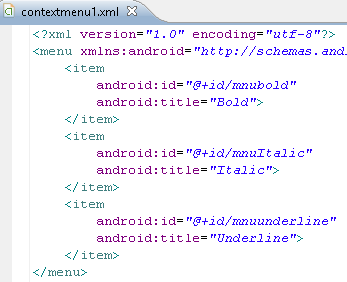 contextmenu1.xml
<?xml version="1.0" encoding="utf-8"?>
<menu xmlns:android="http://schemas.and
<item
android:id="@+id/mnubold"
android:title="Bold">
</item>
<item
android:id="@+id/mnuItalic"
android:title="Italic">
</item>
<item
android:id="@+id/mnuunderline"
android:title="Underline">
</item>
</menu>